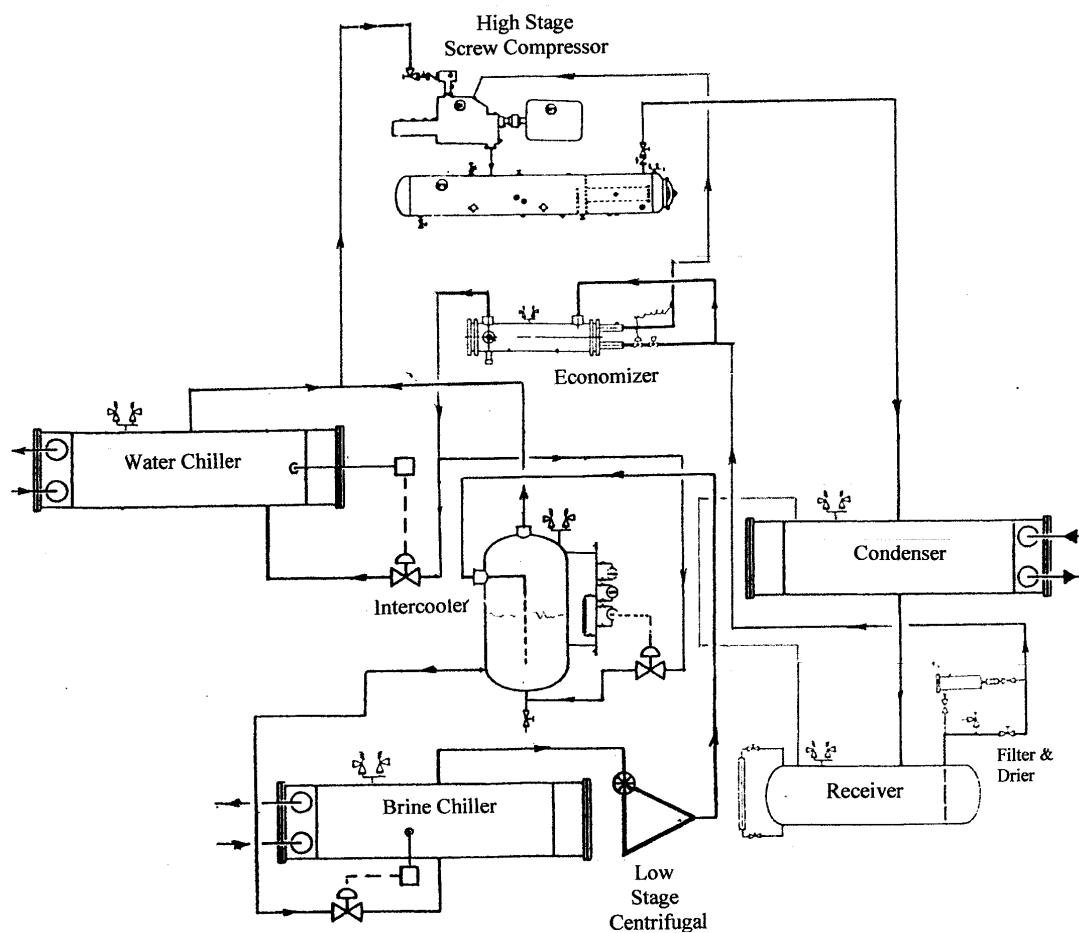 High Stage
Screw Compressor
Economizer
Water Chiller
Condenser
Intercooler
Filter &
Drier
Brine Chiller
Receiver
Low
Stage
Centrifugal